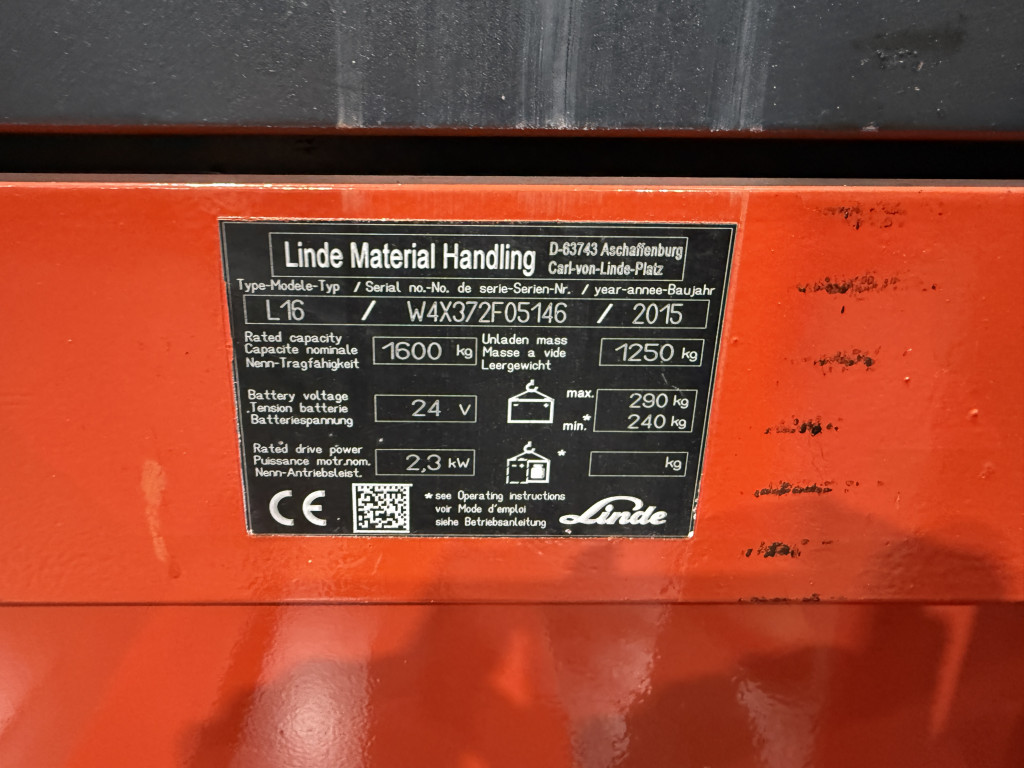 Linde Material Handling D-63743 Aschaffenburg
Carl-von-Linde-Platz
Type-Modele-Typ / Serial no.-No. de serie-Serien-Nr. / year-annee-Baujahr
L16 / W4X372F05146 / 2015
Rated capacity
Capacite nominale
Nenn-Tragfähigkeit
1600 kg
Unladen mass
Masse a vide
Leergewicht
1250 kg
Battery voltage
Tension batterie
Batteriespannung
24 V
max. 290 kg
min.* 240 kg
Rated drive power
Puissance motr.nom.
Nenn-Antriebsleist.
2,3 kW
* kg
CE
*see Operating instructions
voir Mode d'emploi
siehe Betriebsanleitung
Linde